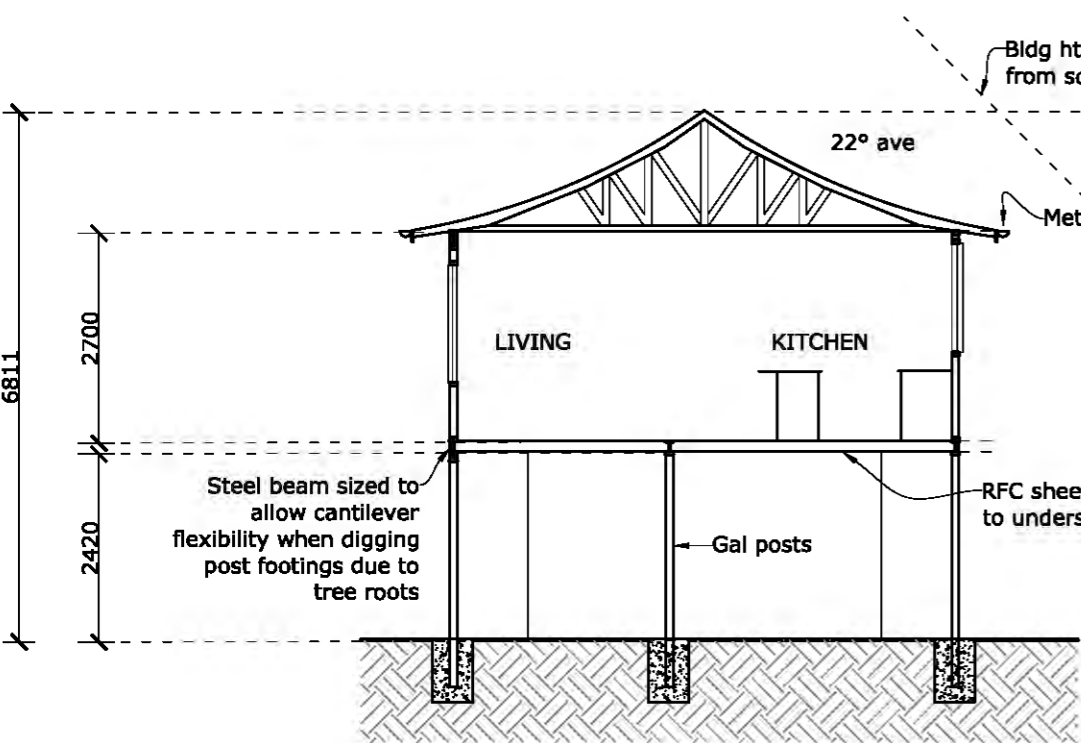 Bldg ht
from so
22° ave
Met
6811
2700
LIVING
KITCHEN
Steel beam sized to
allow cantilever
flexibility when digging
post footings due to
tree roots
2420
Gal posts
RFC shee
to unders